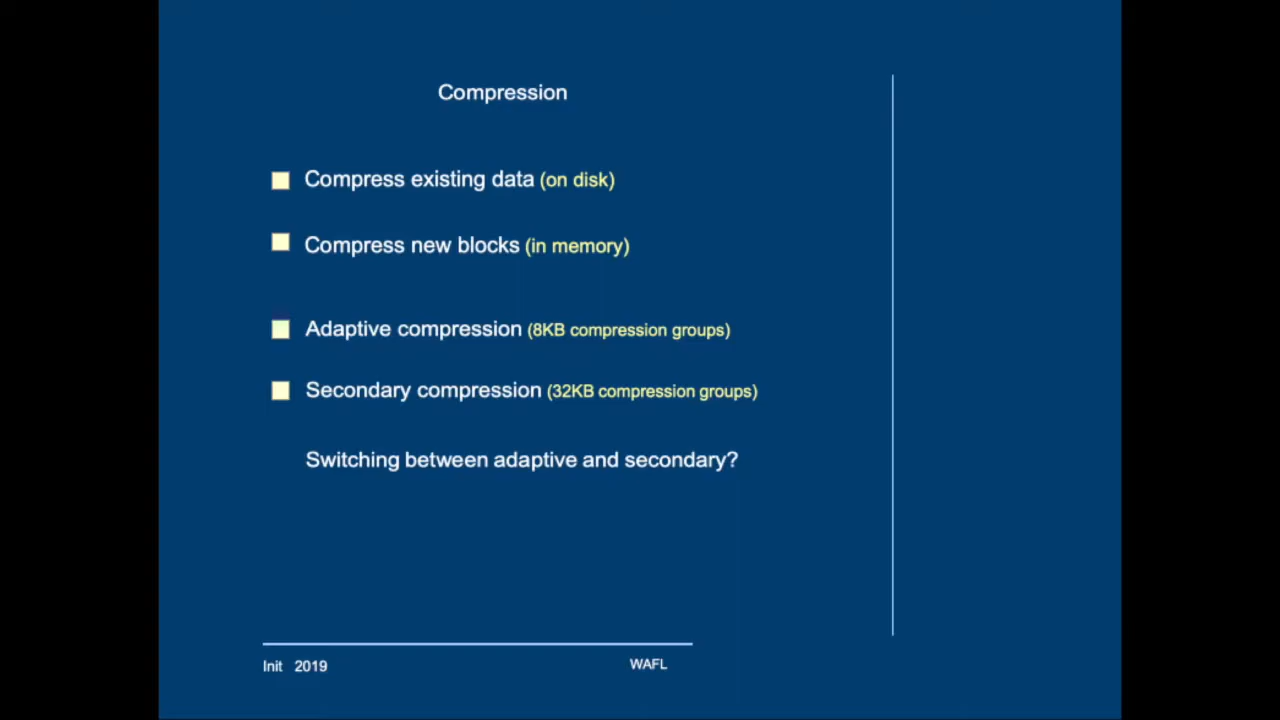 Compression
Compress existing data (on disk)
Compress new blocks (in memory)
Adaptive compression (8KB compression groups)
Secondary compression (32KB compression groups)
Switching between adaptive and secondary?
Init 2019
WAFL